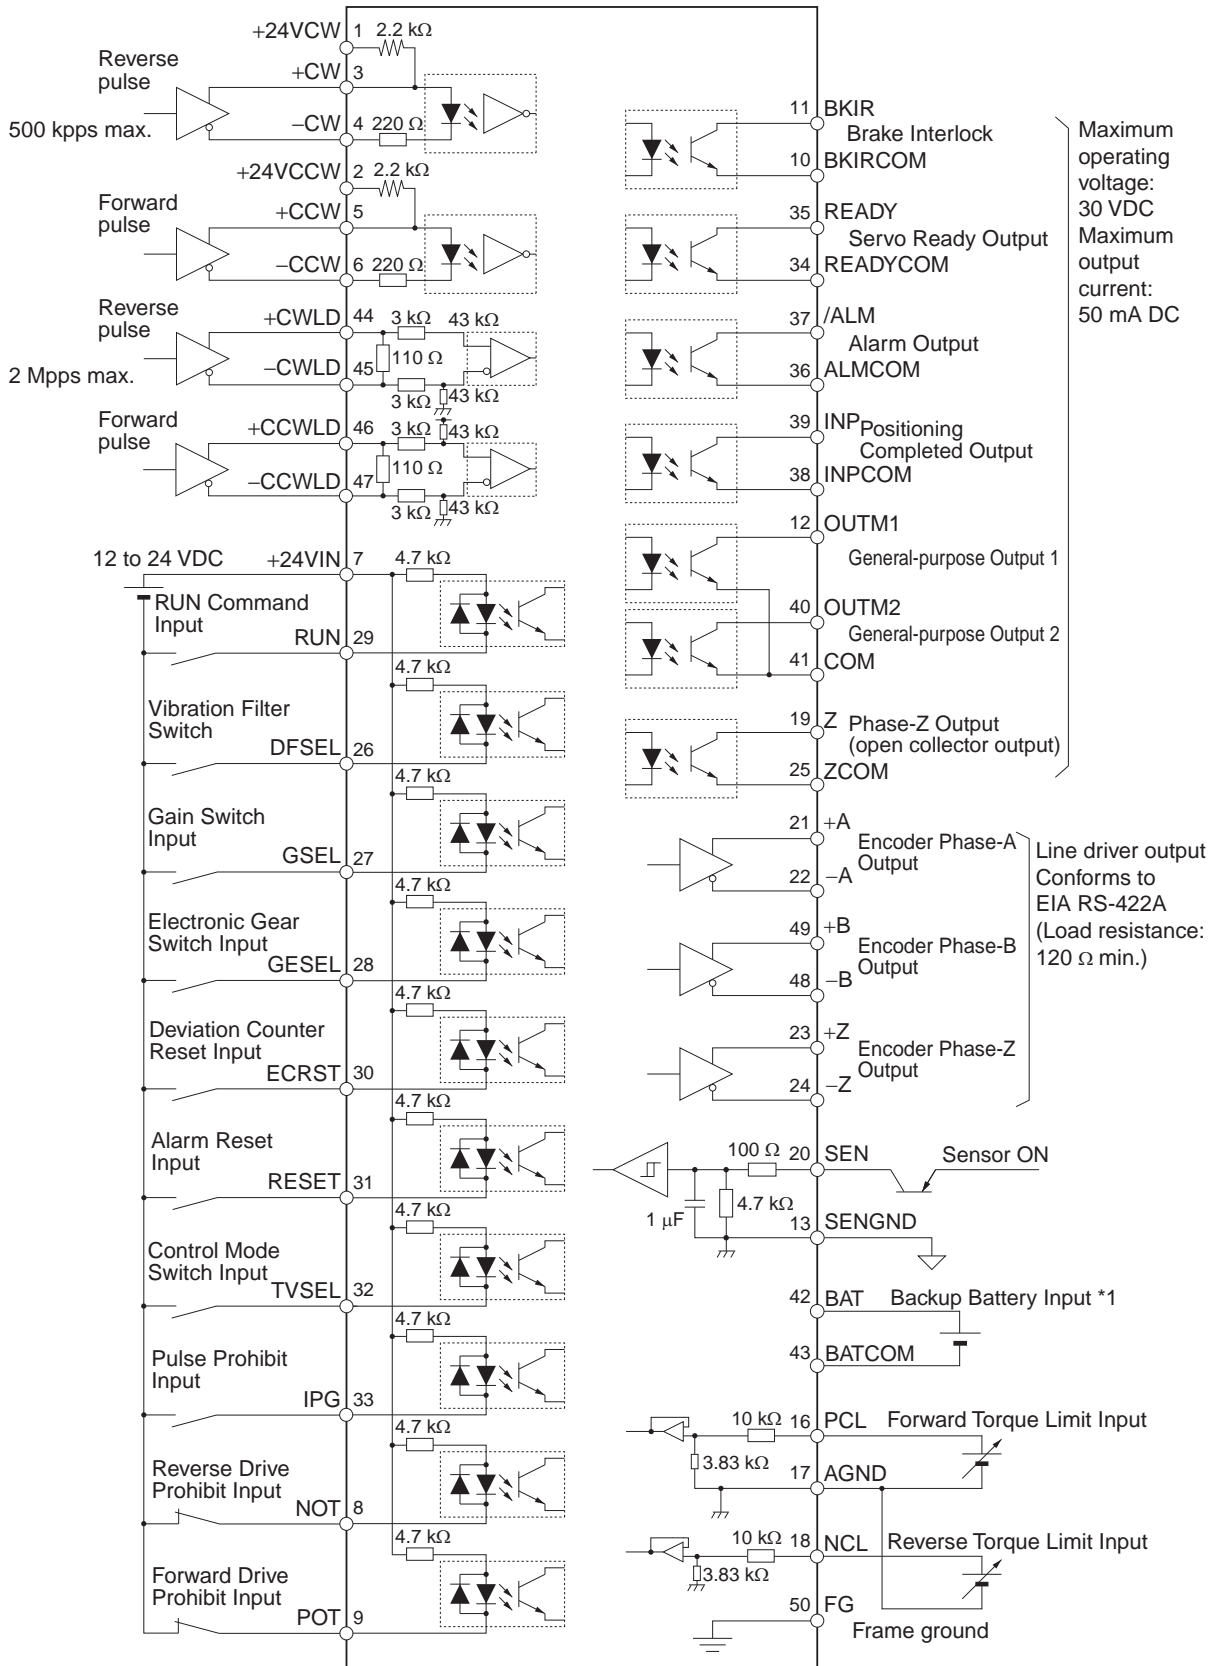 +24VCW 1 2.2 kΩ
Reverse
pulse
+CW 3
500 kpps max.
−CW 4 220 Ω
+24VCCW 2 2.2 kΩ
Forward
pulse
+CCW 5
−CCW 6 220 Ω
Reverse
pulse
+CWLD 44 3 kΩ 43 kΩ
110 Ω
2 Mpps max.
−CWLD 45
3 kΩ 43 kΩ
Forward
pulse
+CCWLD 46 3 kΩ 43 kΩ
110 Ω
−CCWLD 47
3 kΩ 43 kΩ
12 to 24 VDC +24VIN 7 4.7 kΩ
RUN Command
Input
RUN 29
4.7 kΩ
Vibration Filter
Switch
DFSEL 26
4.7 kΩ
Gain Switch
Input
GSEL 27
4.7 kΩ
Electronic Gear
Switch Input
GESEL 28
4.7 kΩ
Deviation Counter
Reset Input
ECRST 30
4.7 kΩ
Alarm Reset
Input
RESET 31
4.7 kΩ
Control Mode
Switch Input
TVSEL 32
4.7 kΩ
Pulse Prohibit
Input
IPG 33
4.7 kΩ
Reverse Drive
Prohibit Input
NOT 8
4.7 kΩ
Forward Drive
Prohibit Input
POT 9
11 BKIR
Brake Interlock
10 BKIRCOM
35 READY
Servo Ready Output
34 READYCOM
37 /ALM
Alarm Output
36 ALMCOM
39 INP Positioning
Completed Output
38 INPCOM
12 OUTM1
General-purpose Output 1
40 OUTM2
General-purpose Output 2
41 COM
19 Z Phase-Z Output
(open collector output)
25 ZCOM
Maximum
operating
voltage:
30 VDC
Maximum
output
current:
50 mA DC
21 +A
Encoder Phase-A
Output
22 −A
49 +B
Encoder Phase-B
Output
48 −B
23 +Z
Encoder Phase-Z
Output
24 −Z
Line driver output
Conforms to
EIA RS-422A
(Load resistance:
120 Ω min.)
100 Ω 20 SEN Sensor ON
4.7 kΩ
1 μF
13 SENGND
42 BAT Backup Battery Input *1
43 BATCOM
10 kΩ 16 PCL Forward Torque Limit Input
3.83 kΩ
17 AGND
10 kΩ 18 NCL Reverse Torque Limit Input
3.83 kΩ
50 FG
Frame ground